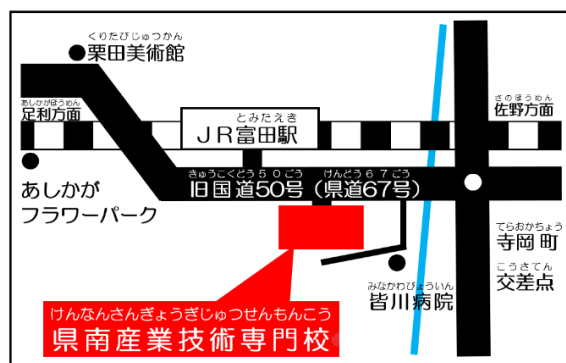 くりたびじゅつかん
栗田美術館
あしかがほうめん
足利方面
とみたえき
JR富田駅
さのほうめん
佐野方面
きゅうこくどう50ごう けんどう67ごう
旧国道50号(県道67号)
あしかが
フラワーパーク
てらおかちょう
寺岡町
こうさてん
交差点
みなかわびょういん
皆川病院
けんなんさんぎょうぎじゅつせんもんこう
県南産業技術専門校